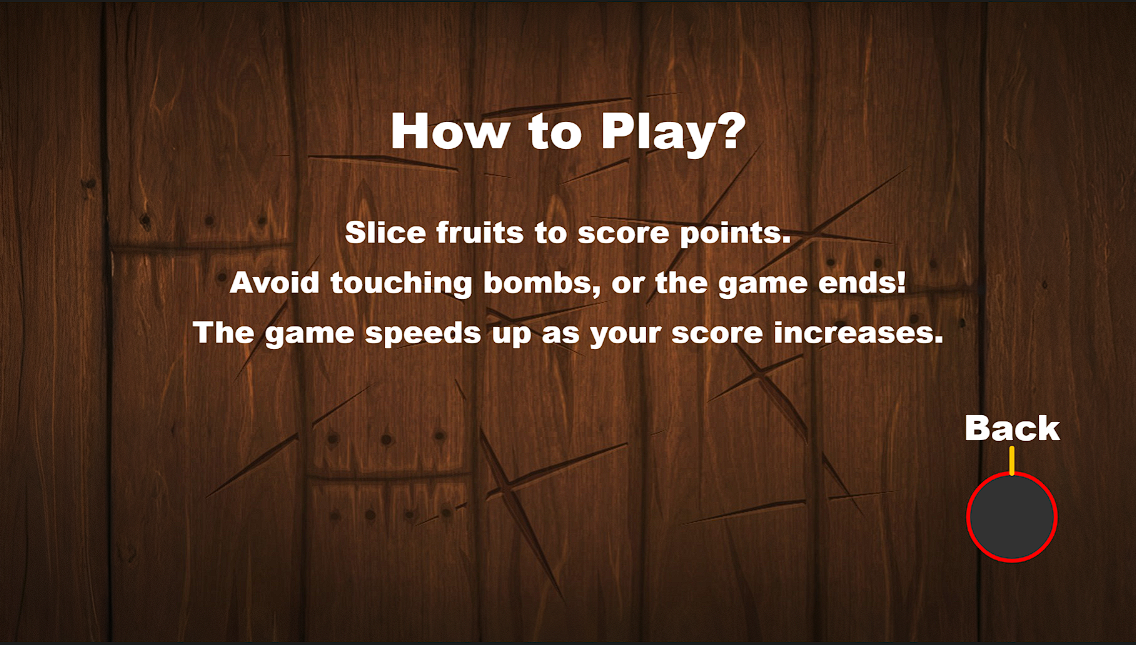 How to Play?
Slice fruits to score points.
Avoid touching bombs, or the game ends!
The game speeds up as your score increases.
Back